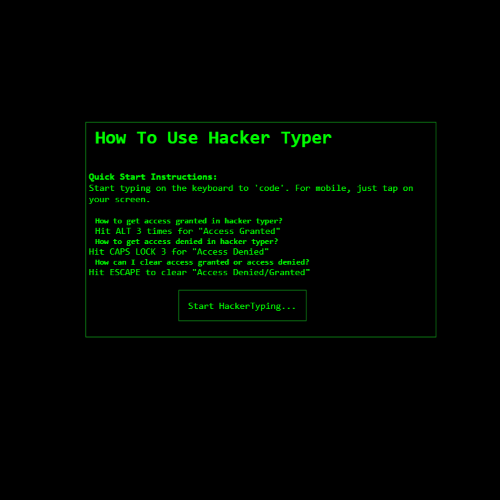 How To Use Hacker Typer
Quick Start Instructions:
Start typing on the keyboard to 'code'. For mobile, just tap on
your screen.
How to get access granted in hacker typer?
Hit ALT 3 times for "Access Granted"
How to get access denied in hacker typer?
Hit CAPS LOCK 3 for "Access Denied"
How can I clear access granted or access denied?
Hit ESCAPE to clear "Access Denied/Granted"
Start HackerTyping...